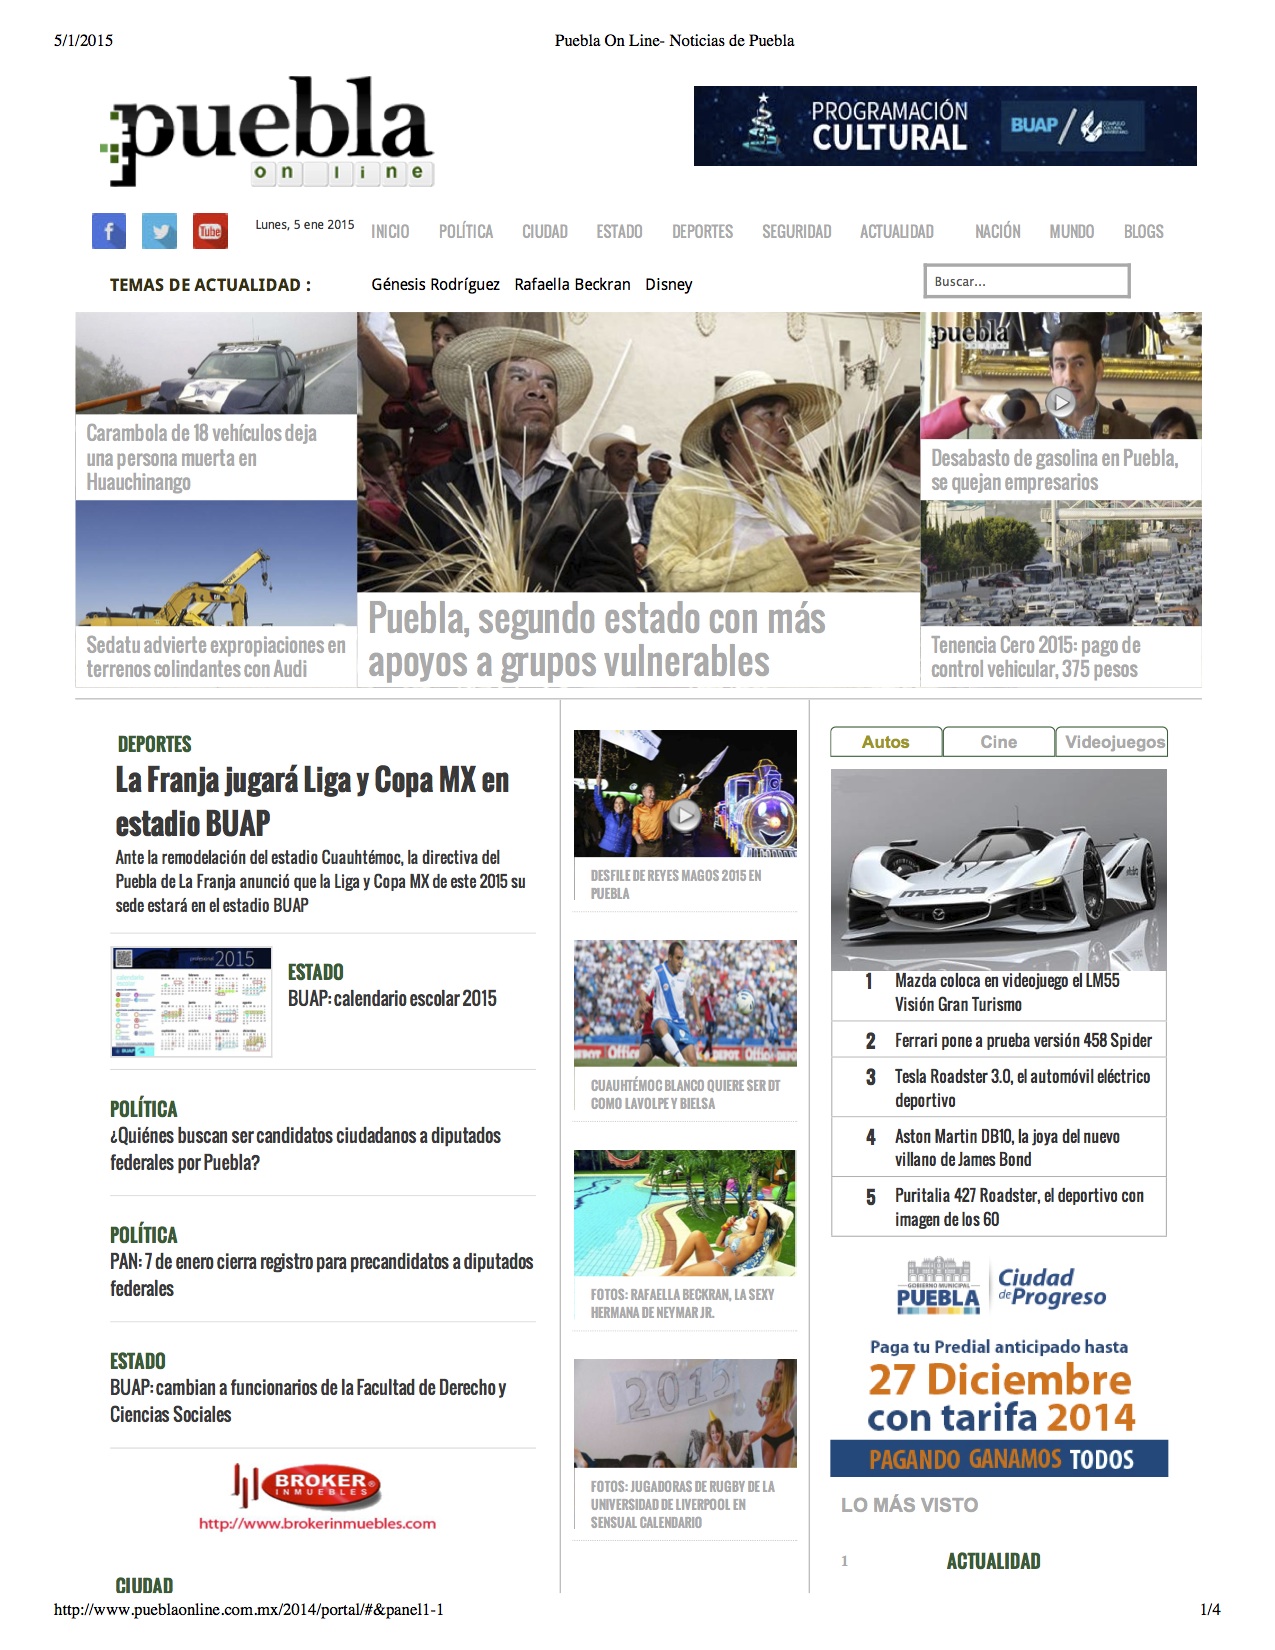 5/1/2015
Puebla On Line- Noticias de Puebla
puebla
on line
PROGRAMACIÓN
CULTURAL
BUAP
COMPLEJO
CULTURAL
UNIVERSITARIO
f
You Tube
Lunes, 5 ene 2015
INICIO POLÍTICA CIUDAD ESTADO DEPORTES SEGURIDAD ACTUALIDAD NACIÓN MUNDO BLOGS
TEMAS DE ACTUALIDAD :
Génesis Rodríguez Rafaella Beckran Disney
Buscar...
Carambola de 18 vehículos deja
una persona muerta en
Huauchinango
Sedatu advierte expropiaciones en
terrenos colindantes con Audi
Puebla, segundo estado con más
apoyos a grupos vulnerables
puebla
Desabasto de gasolina en Puebla,
se quejan empresarios
Tenencia Cero 2015: pago de
control vehicular, 375 pesos
DEPORTES
La Franja jugará Liga y Copa MX en
estadio BUAP
Ante la remodelación del estadio Cuauhtémoc, la directiva del
Puebla de La Franja anunció que la Liga y Copa MX de este 2015 su
sede estará en el estadio BUAP
profesional 2015
calendario
escolar
BUAP
ESTADO
BUAP: calendario escolar 2015
POLÍTICA
¿Quiénes buscan ser candidatos ciudadanos a diputados
federales por Puebla?
POLÍTICA
PAN: 7 de enero cierra registro para precandidatos a diputados
federales
ESTADO
BUAP: cambian a funcionarios de la Facultad de Derecho y
Ciencias Sociales
BROKER
INMUEBLES
http://www.brokerinmuebles.com
CIUDAD
DESFILE DE REYES MAGOS 2015 EN
PUEBLA
Office
CUAUHTÉMOC BLANCO QUIERE SER DT
COMO LAVOLPE Y BIELSA
FOTOS: RAFAELLA BECKRAN, LA SEXY
HERMANA DE NEYMAR JR.
2015
FOTOS: JUGADORAS DE RUGBY DE LA
UNIVERSIDAD DE LIVERPOOL EN
SENSUAL CALENDARIO
Autos Cine Videojuegos
mazda
1 Mazda coloca en videojuego el LM55
Visión Gran Turismo
2 Ferrari pone a prueba versión 458 Spider
3 Tesla Roadster 3.0, el automóvil eléctrico
deportivo
4 Aston Martin DB10, la joya del nuevo
villano de James Bond
5 Puritalia 427 Roadster, el deportivo con
imagen de los 60
GOBIERNO MUNICIPAL
PUEBLA
Ciudad
de Progreso
Paga tu Predial anticipado hasta
27 Diciembre
con tarifa 2014
PAGANDO GANAMOS TODOS
LO MÁS VISTO
1 ACTUALIDAD
http://www.pueblaonline.com.mx/2014/portal/#&panel1-1
1/4